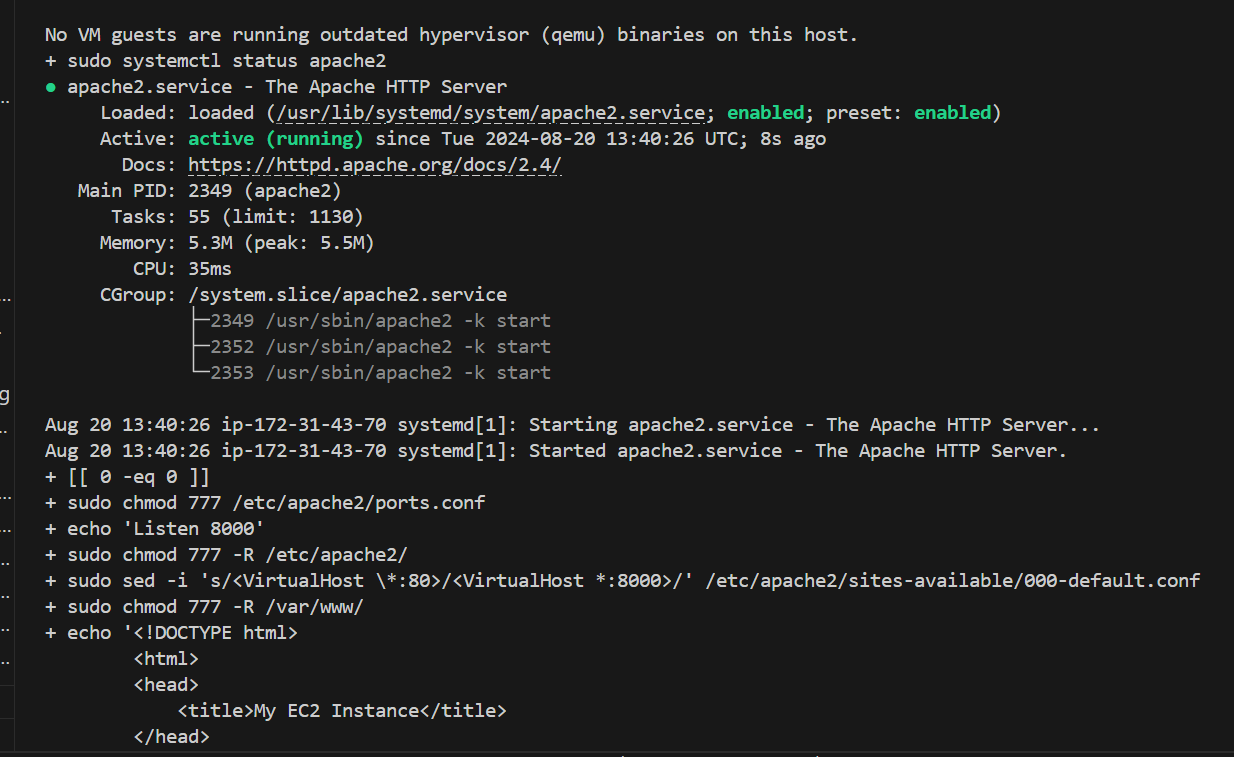 No VM guests are running outdated hypervisor (qemu) binaries on this host.
+ sudo systemctl status apache2
● apache2.service - The Apache HTTP Server
     Loaded: loaded (/usr/lib/systemd/system/apache2.service; enabled; preset: enabled)
     Active: active (running) since Tue 2024-08-20 13:40:26 UTC; 8s ago
       Docs: https://httpd.apache.org/docs/2.4/
   Main PID: 2349 (apache2)
      Tasks: 55 (limit: 1130)
     Memory: 5.3M (peak: 5.5M)
        CPU: 35ms
     CGroup: /system.slice/apache2.service
             ├─2349 /usr/sbin/apache2 -k start
             ├─2352 /usr/sbin/apache2 -k start
             └─2353 /usr/sbin/apache2 -k start
g
Aug 20 13:40:26 ip-172-31-43-70 systemd[1]: Starting apache2.service - The Apache HTTP Server...
Aug 20 13:40:26 ip-172-31-43-70 systemd[1]: Started apache2.service - The Apache HTTP Server.
+ [[ 0 -eq 0 ]]
+ sudo chmod 777 /etc/apache2/ports.conf
+ echo 'Listen 8000'
+ sudo chmod 777 -R /etc/apache2/
+ sudo sed -i 's/<VirtualHost \*:80>/<VirtualHost *:8000>/' /etc/apache2/sites-available/000-default.conf
+ sudo chmod 777 -R /var/www/
+ echo '<!DOCTYPE html>
        <html>
        <head>
            <title>My EC2 Instance</title>
        </head>